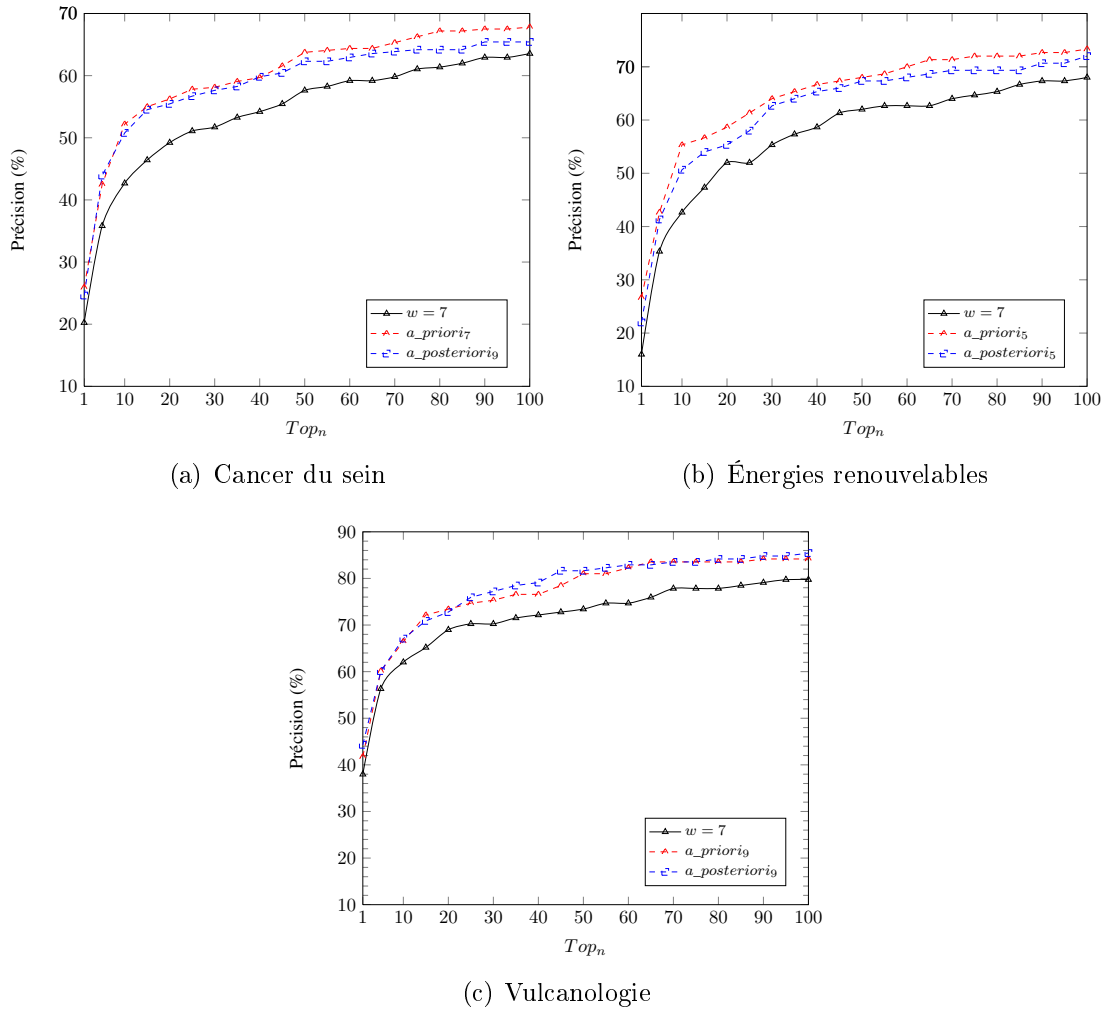 70
60
50
40
30
20
10
1 10 20 30 40 50 60 70 80 90 100
Précision (%)
Top_n
w = 7
a_priori₇
a_posteriori₉
(a) Cancer du sein
70
60
50
40
30
20
10
1 10 20 30 40 50 60 70 80 90 100
Précision (%)
Top_n
w = 7
a_priori₅
a_posteriori₅
(b) Énergies renouvelables
90
80
70
60
50
40
30
20
10
1 10 20 30 40 50 60 70 80 90 100
Précision (%)
Top_n
w = 7
a_priori₉
a_posteriori₉
(c) Vulcanologie